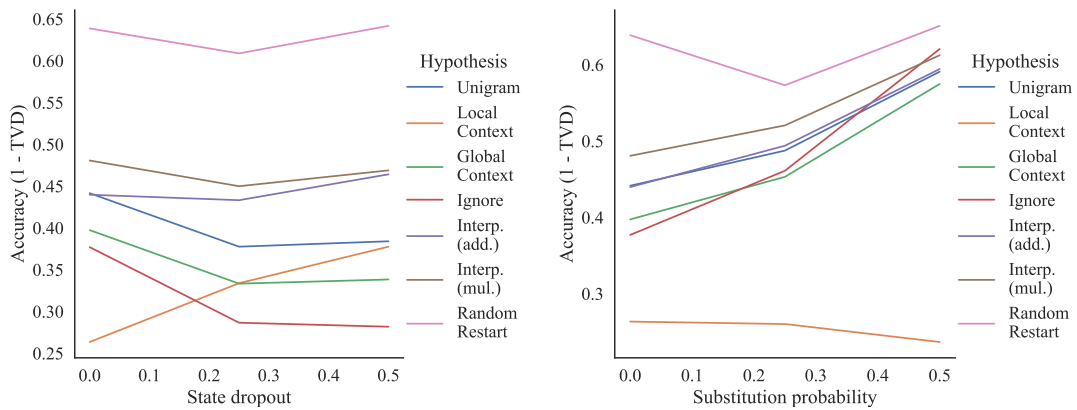 0.65
0.60
0.55
0.50
0.45
0.40
0.35
0.30
0.25
Accuracy (1 - TVD)
0.0 0.1 0.2 0.3 0.4 0.5
State dropout
Hypothesis
Unigram
Local
Context
Global
Context
Ignore
Interp.
(add.)
Interp.
(mul.)
Random
Restart
0.6
0.5
0.4
0.3
Accuracy (1 - TVD)
0.0 0.1 0.2 0.3 0.4 0.5
Substitution probability
Hypothesis
Unigram
Local
Context
Global
Context
Ignore
Interp.
(add.)
Interp.
(mul.)
Random
Restart